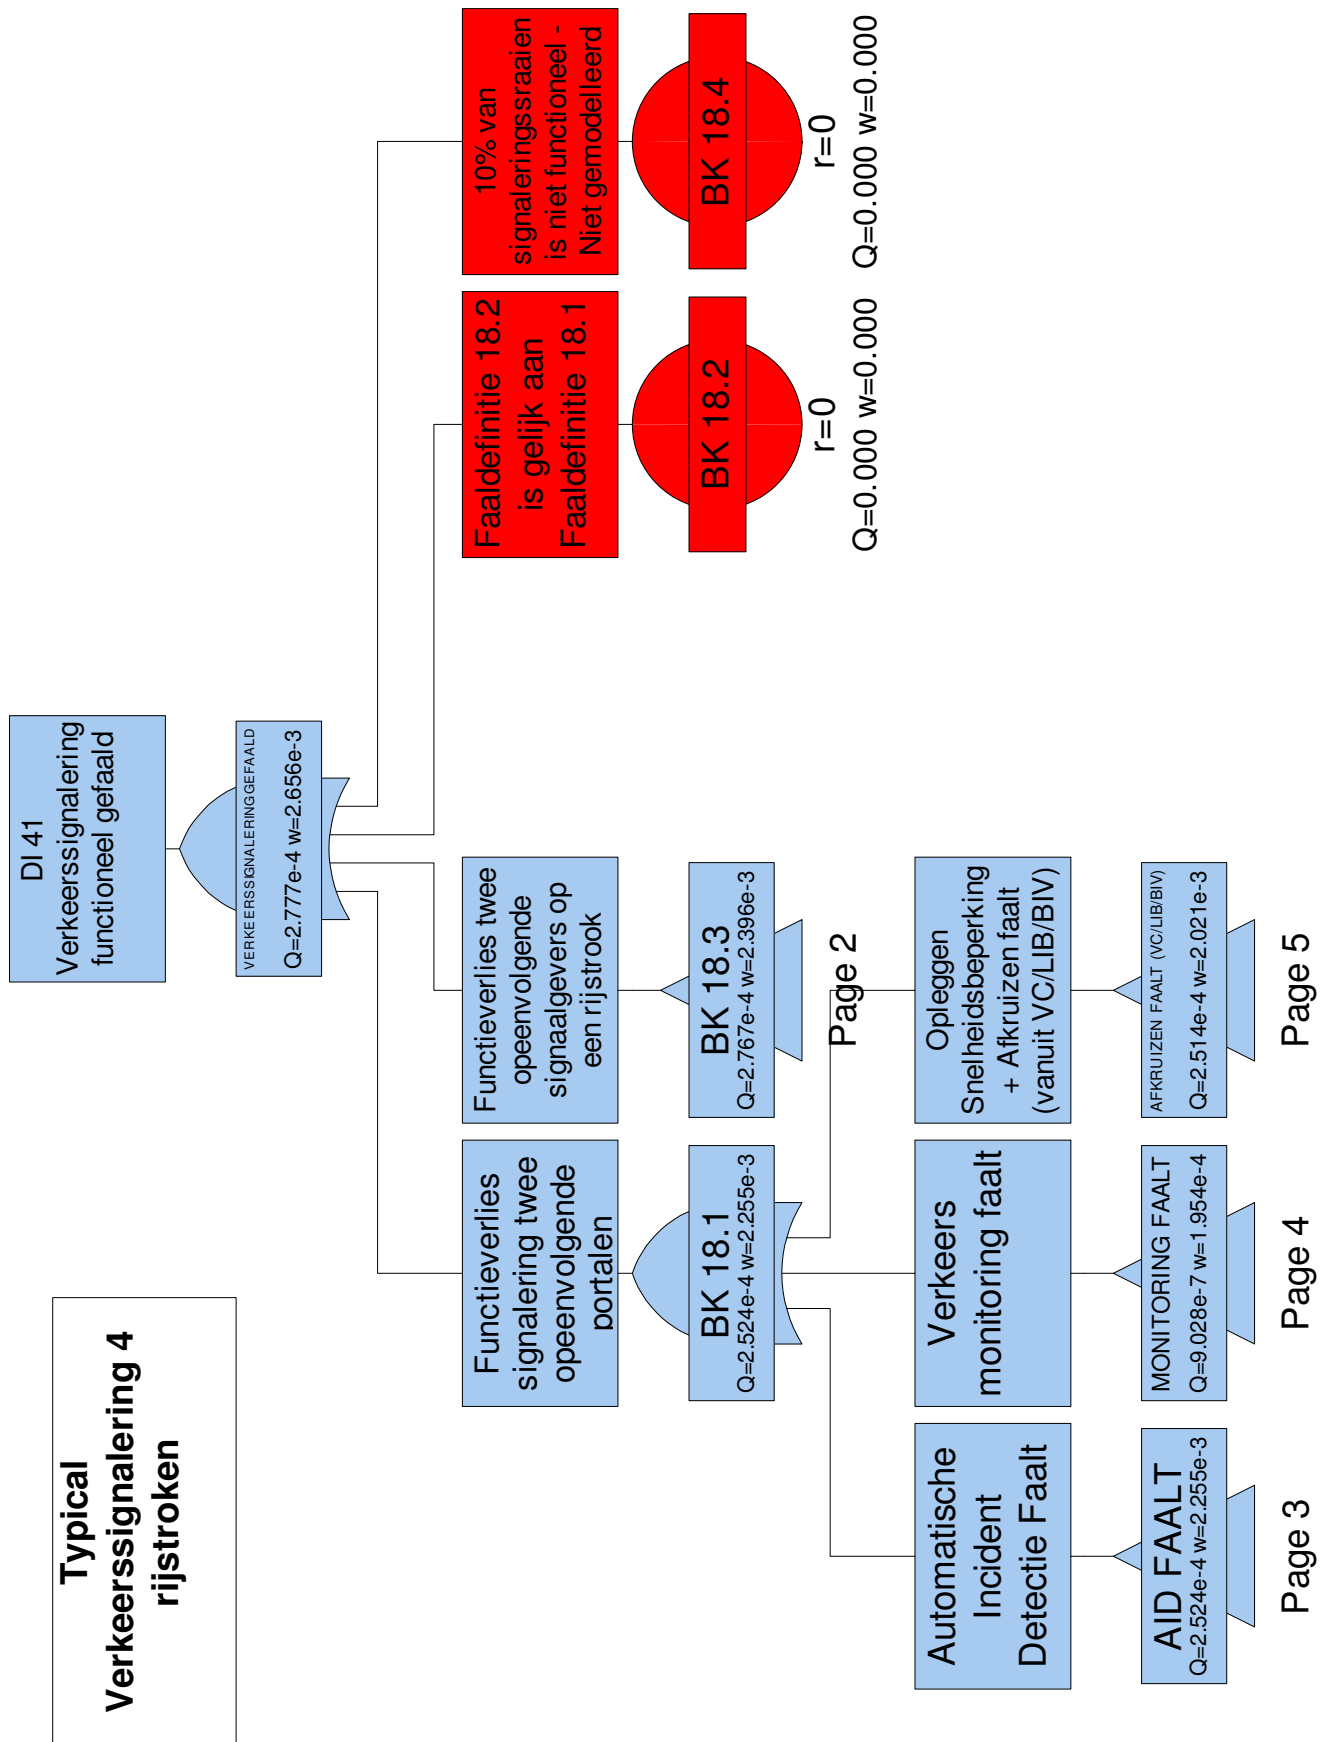 Typical
Verkeerssignalering 4
rijstroken
DI 41
Verkeerssignalering
functioneel gefaald
VERKEERSSIGNALERING GEFAALD
Q=2.777e-4 w=2.656e-3
Functieverlies
signalering twee
opeenvolgende
portalen
BK 18.1
Q=2.524e-4 w=2.255e-3
Functieverlies twee
opeenvolgende
signaalgevers op
een rijstrook
BK 18.3
Q=2.767e-4 w=2.396e-3
Page 2
Faaldefinitie 18.2
is gelijk aan
Faaldefinitie 18.1
BK 18.2
r=0
Q=0.000 w=0.000
10% van
signaleringssraaien
is niet functioneel -
Niet gemodelleerd
BK 18.4
r=0
Q=0.000 w=0.000
Automatische
Incident
Detectie Faalt
AID FAALT
Q=2.524e-4 w=2.255e-3
Page 3
Verkeers
monitoring faalt
MONITORING FAALT
Q=9.028e-7 w=1.954e-4
Page 4
Opleggen
Snelheidsbeperking
+ Afkruizen faalt
(vanuit VC/LIB/BIV)
AFKRUIZEN FAALT (VC/LIB/BIV)
Q=2.514e-4 w=2.021e-3
Page 5